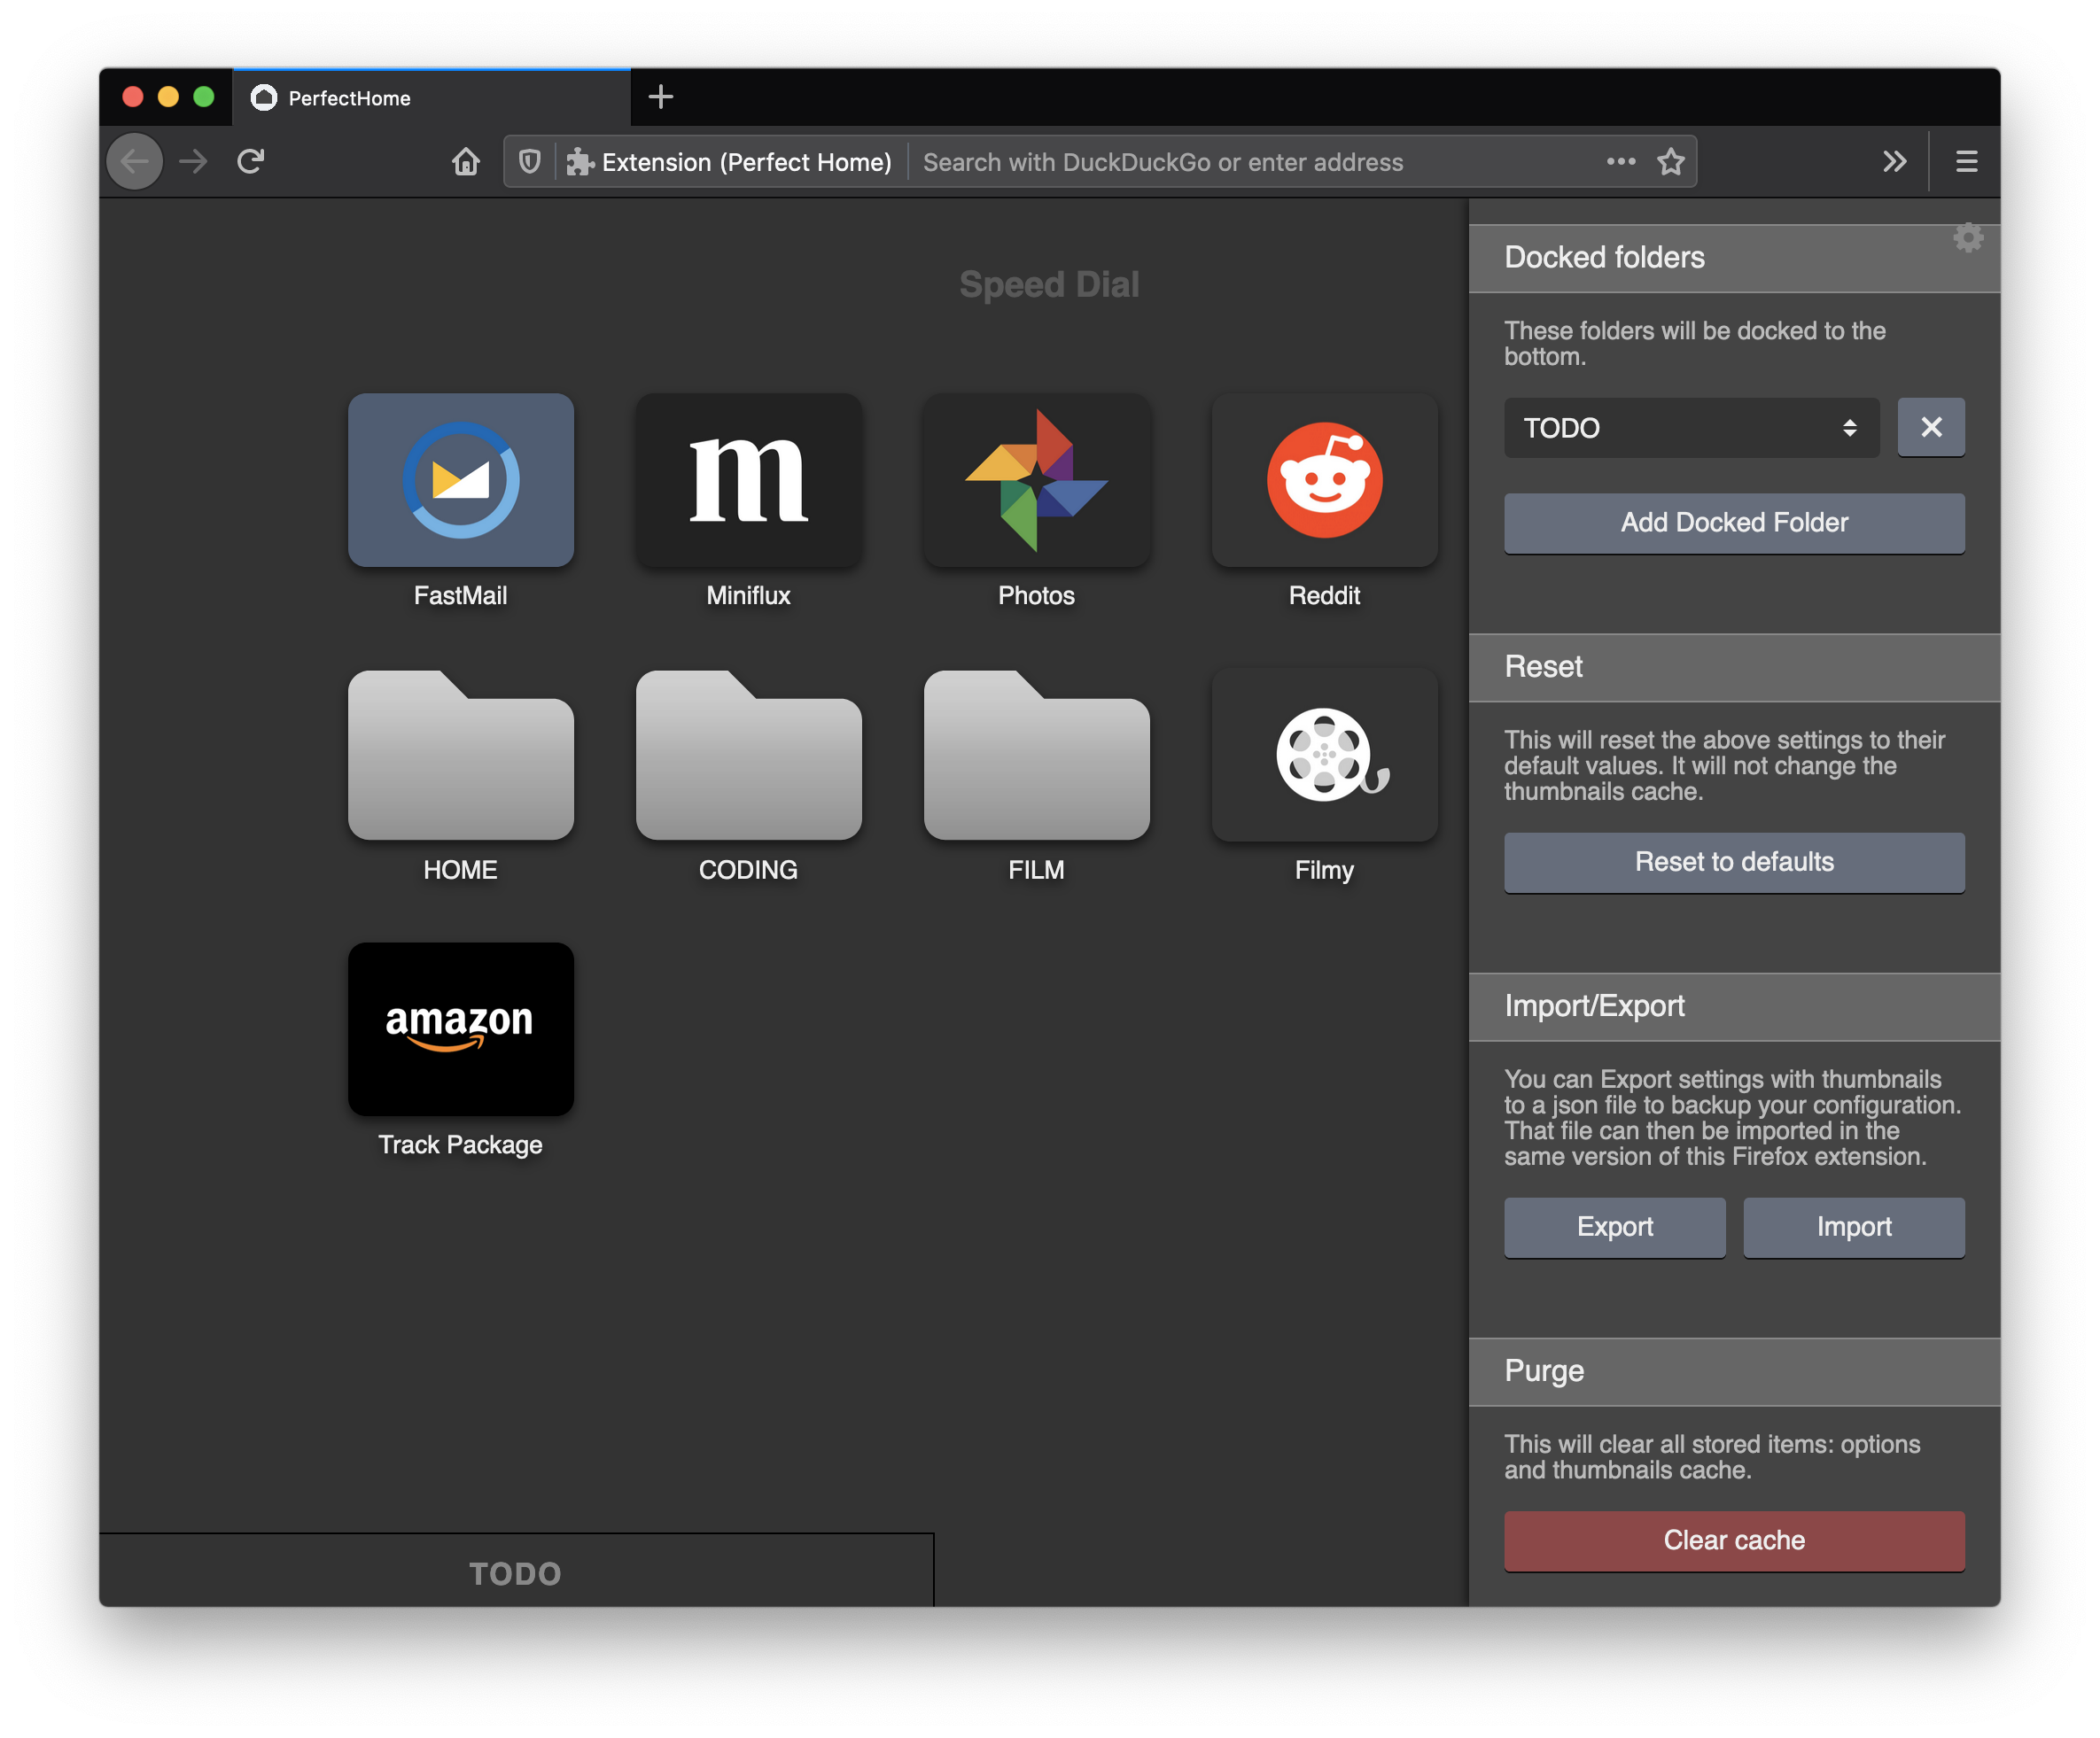 PerfectHome
Extension (Perfect Home)
Search with DuckDuckGo or enter address
Speed Dial
m
FastMail
Miniflux
Photos
Reddit
HOME
CODING
FILM
Filmy
amazon
Track Package
TODO
Docked folders
These folders will be docked to the
bottom.
TODO
Add Docked Folder
Reset
This will reset the above settings to their
default values. It will not change the
thumbnails cache.
Reset to defaults
Import/Export
You can Export settings with thumbnails
to a json file to backup your configuration.
That file can then be imported in the
same version of this Firefox extension.
Export
Import
Purge
This will clear all stored items: options
and thumbnails cache.
Clear cache